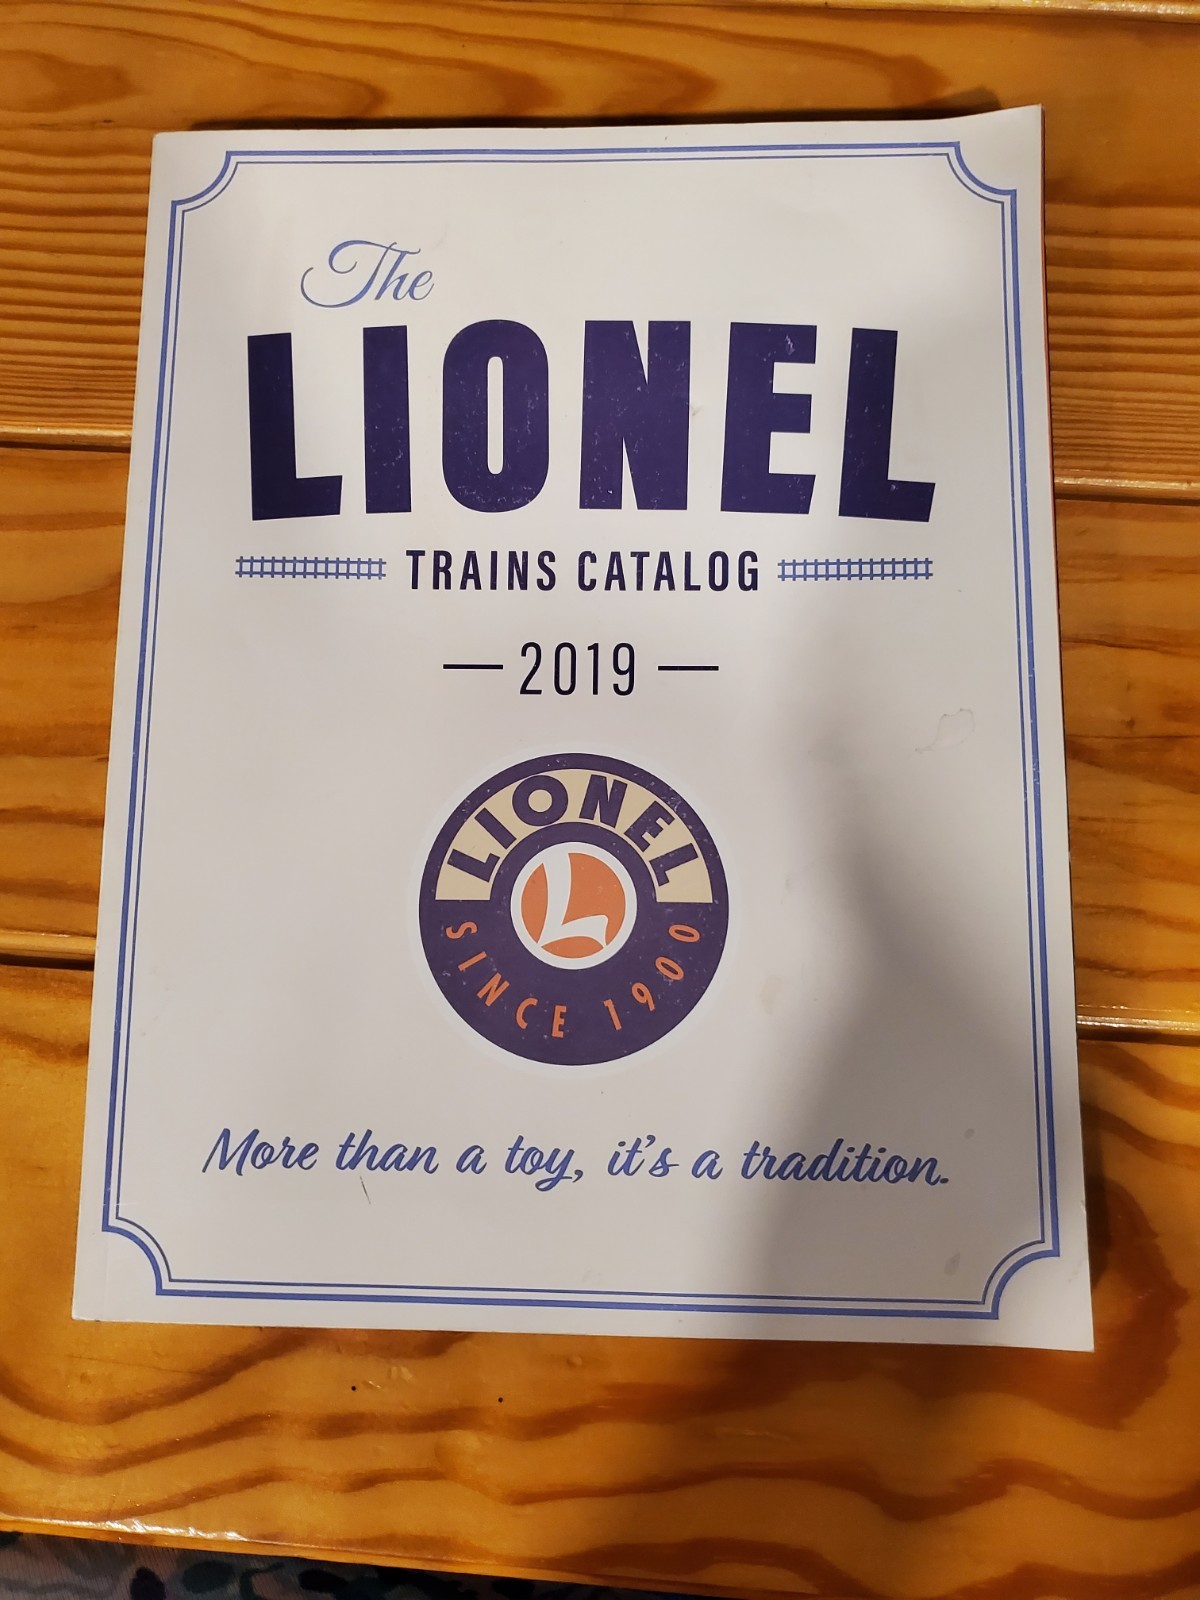 The
LIONEL
TRAINS CATALOG
— 2019 —
LIONEL
L
SINCE 1900
More than a toy, it's a tradition.